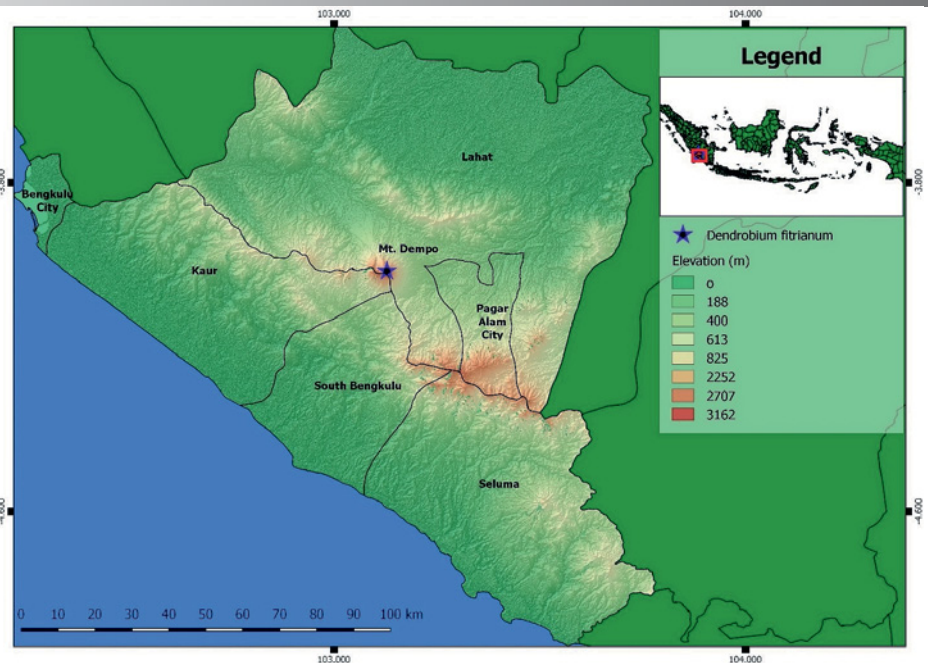 103.000
104.000
Legend
-3.800
-3.800
Lahat
Bengkulu
City
Mt. Dempo
Kaur
Pagar
Alam
City
South Bengkulu
Seluma
Dendrobium fitrianum
Elevation (m)
0
188
400
613
825
2252
2707
3162
-4.600
-4.600
0 10 20 30 40 50 60 70 80 90 100 km
103.000
104.000